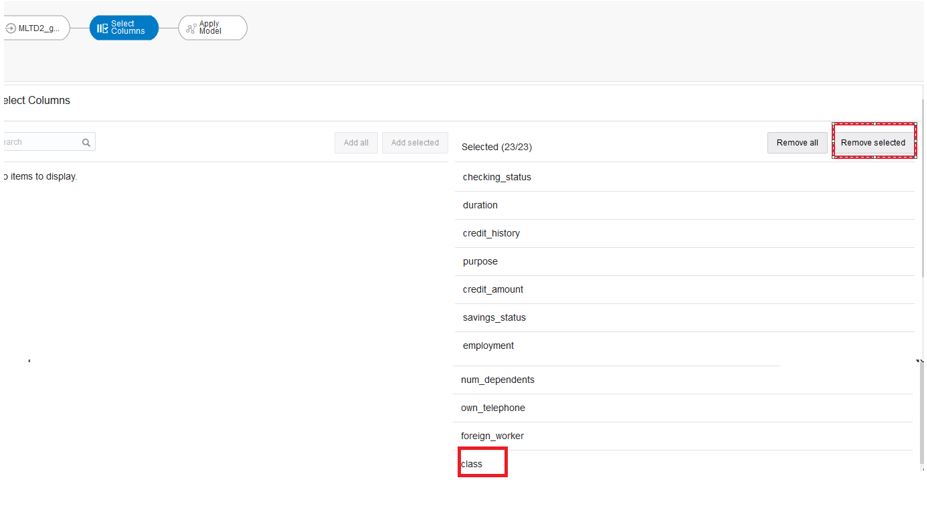 MLTD2_g...
Select
Columns
Apply
Model
elect Columns
arch
Add all
Add selected
Selected (23/23)
Remove all
Remove selected
o items to display.
checking_status
duration
credit_history
purpose
credit_amount
savings_status
employment
num_dependents
own_telephone
foreign_worker
class